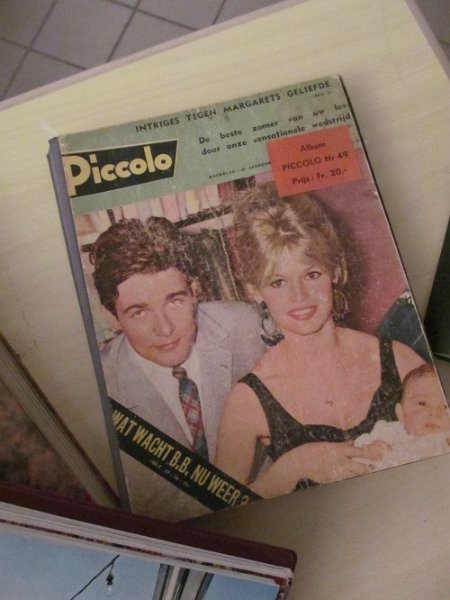 INTRIGES TEGEN MARGARETS GELIEFDE
De beste zomer van uw lev
door onze sensationele wedstrijd
Piccolo
Album
PICCOLO Nr 49
Prijs: Fr. 20.-
WAT WACHT B.B. NU WEER?